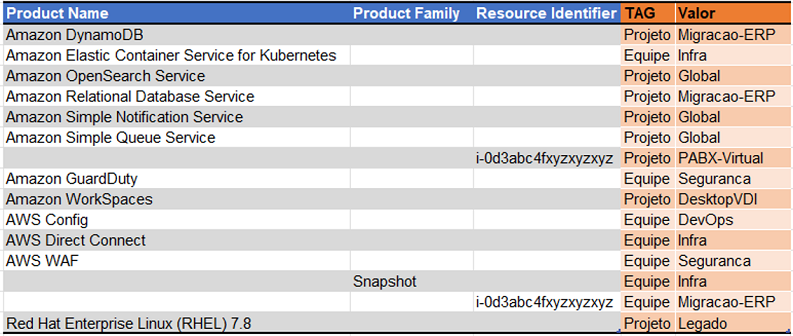 Product Name Product Family Resource Identifier TAG Valor
Amazon DynamoDB Projeto Migracao-ERP
Amazon Elastic Container Service for Kubernetes Equipe Infra
Amazon OpenSearch Service Projeto Global
Amazon Relational Database Service Projeto Migracao-ERP
Amazon Simple Notification Service Projeto Global
Amazon Simple Queue Service Projeto Global
i-0d3abc4fxyzxyzxyz Projeto PABX-Virtual
Amazon GuardDuty Equipe Seguranca
Amazon WorkSpaces Projeto DesktopVDI
AWS Config Equipe DevOps
AWS Direct Connect Equipe Infra
AWS WAF Equipe Seguranca
Snapshot Equipe Infra
i-0d3abc4fxyzxyzxyz Equipe Migracao-ERP
Red Hat Enterprise Linux (RHEL) 7.8 Projeto Legado